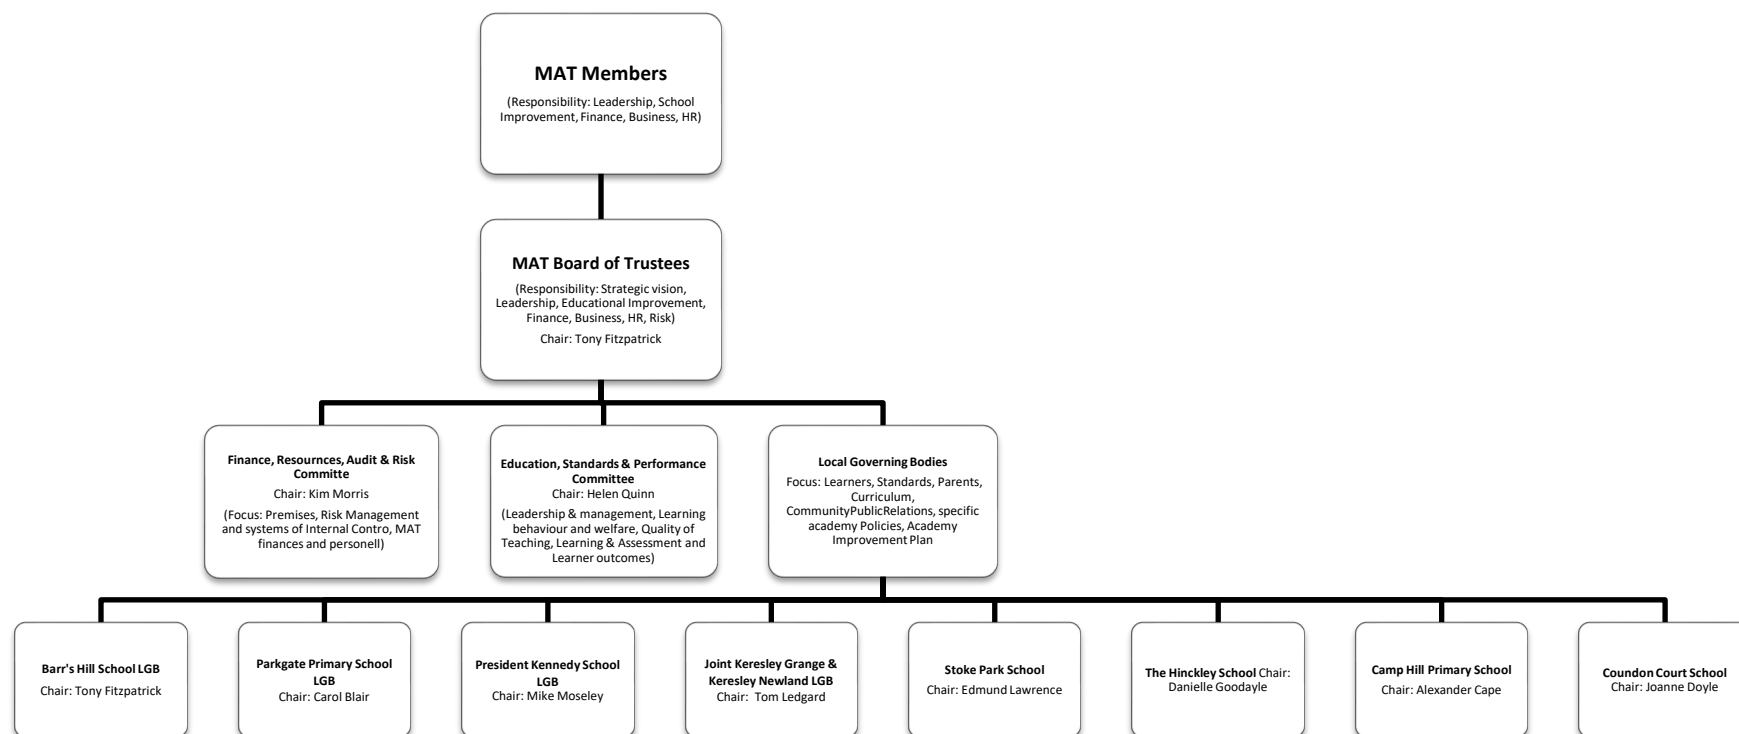 MAT Members
(Responsibility: Leadership, School
Improvement, Finance, Business, HR)
MAT Board of Trustees
(Responsibility: Strategic vision,
Leadership, Educational Improvement,
Finance, Business, HR, Risk)
Chair: Tony Fitzpatrick
Finance, Resournces, Audit & Risk
Committe
Chair: Kim Morris
(Focus: Premises, Risk Management
and systems of Internal Contro, MAT
finances and personell)
Education, Standards & Performance
Committee
Chair: Helen Quinn
(Leadership & management, Learning
behaviour and welfare, Quality of
Teaching, Learning & Assessment and
Learner outcomes)
Local Governing Bodies
Focus: Learners, Standards, Parents,
Curriculum,
CommunityPublicRelations, specific
academy Policies, Academy
Improvement Plan
Barr's Hill School LGB
Chair: Tony Fitzpatrick
Parkgate Primary School
LGB
Chair: Carol Blair
President Kennedy School
LGB
Chair: Mike Moseley
Joint Keresley Grange &
Keresley Newland LGB
Chair: Tom Ledgard
Stoke Park School
Chair: Edmund Lawrence
The Hinckley School Chair:
Danielle Goodayle
Camp Hill Primary School
Chair: Alexander Cape
Coundon Court School
Chair: Joanne Doyle